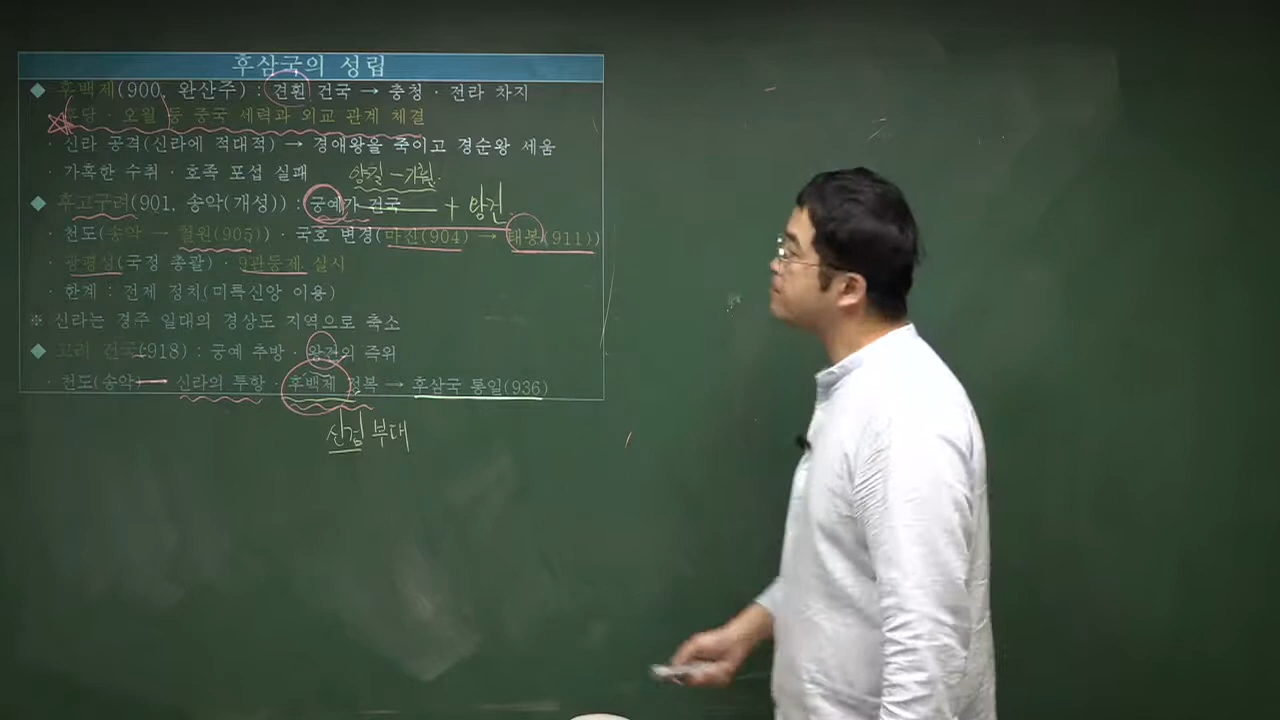 후삼국의 성립
◆ 후백제(900, 완산주) : 견훤 건국 → 충청 · 전라 차지
· 후당 · 오월 등 중국 세력과 외교 관계 체결
· 신라 공격(신라에 적대적) → 경애왕을 죽이고 경순왕 세움
· 가혹한 수취 · 호족 포섭 실패
양길 - 기훤
◆ 후고구려(901, 송악(개성)) : 궁예가 건국 + 왕건
· 천도(송악 → 철원(905)) · 국호 변경(마진(904) → 태봉(911))
· 광평성(국정 총괄) · 9관등제 실시
· 한계 : 전제 정치(미륵신앙 이용)
※ 신라는 경주 일대의 경상도 지역으로 축소
◆ 고려 건국(918) : 궁예 추방 · 왕건의 즉위
· 천도(송악) 신라의 투항 · 후백제 정복 → 후삼국 통일(936)
신검 부대